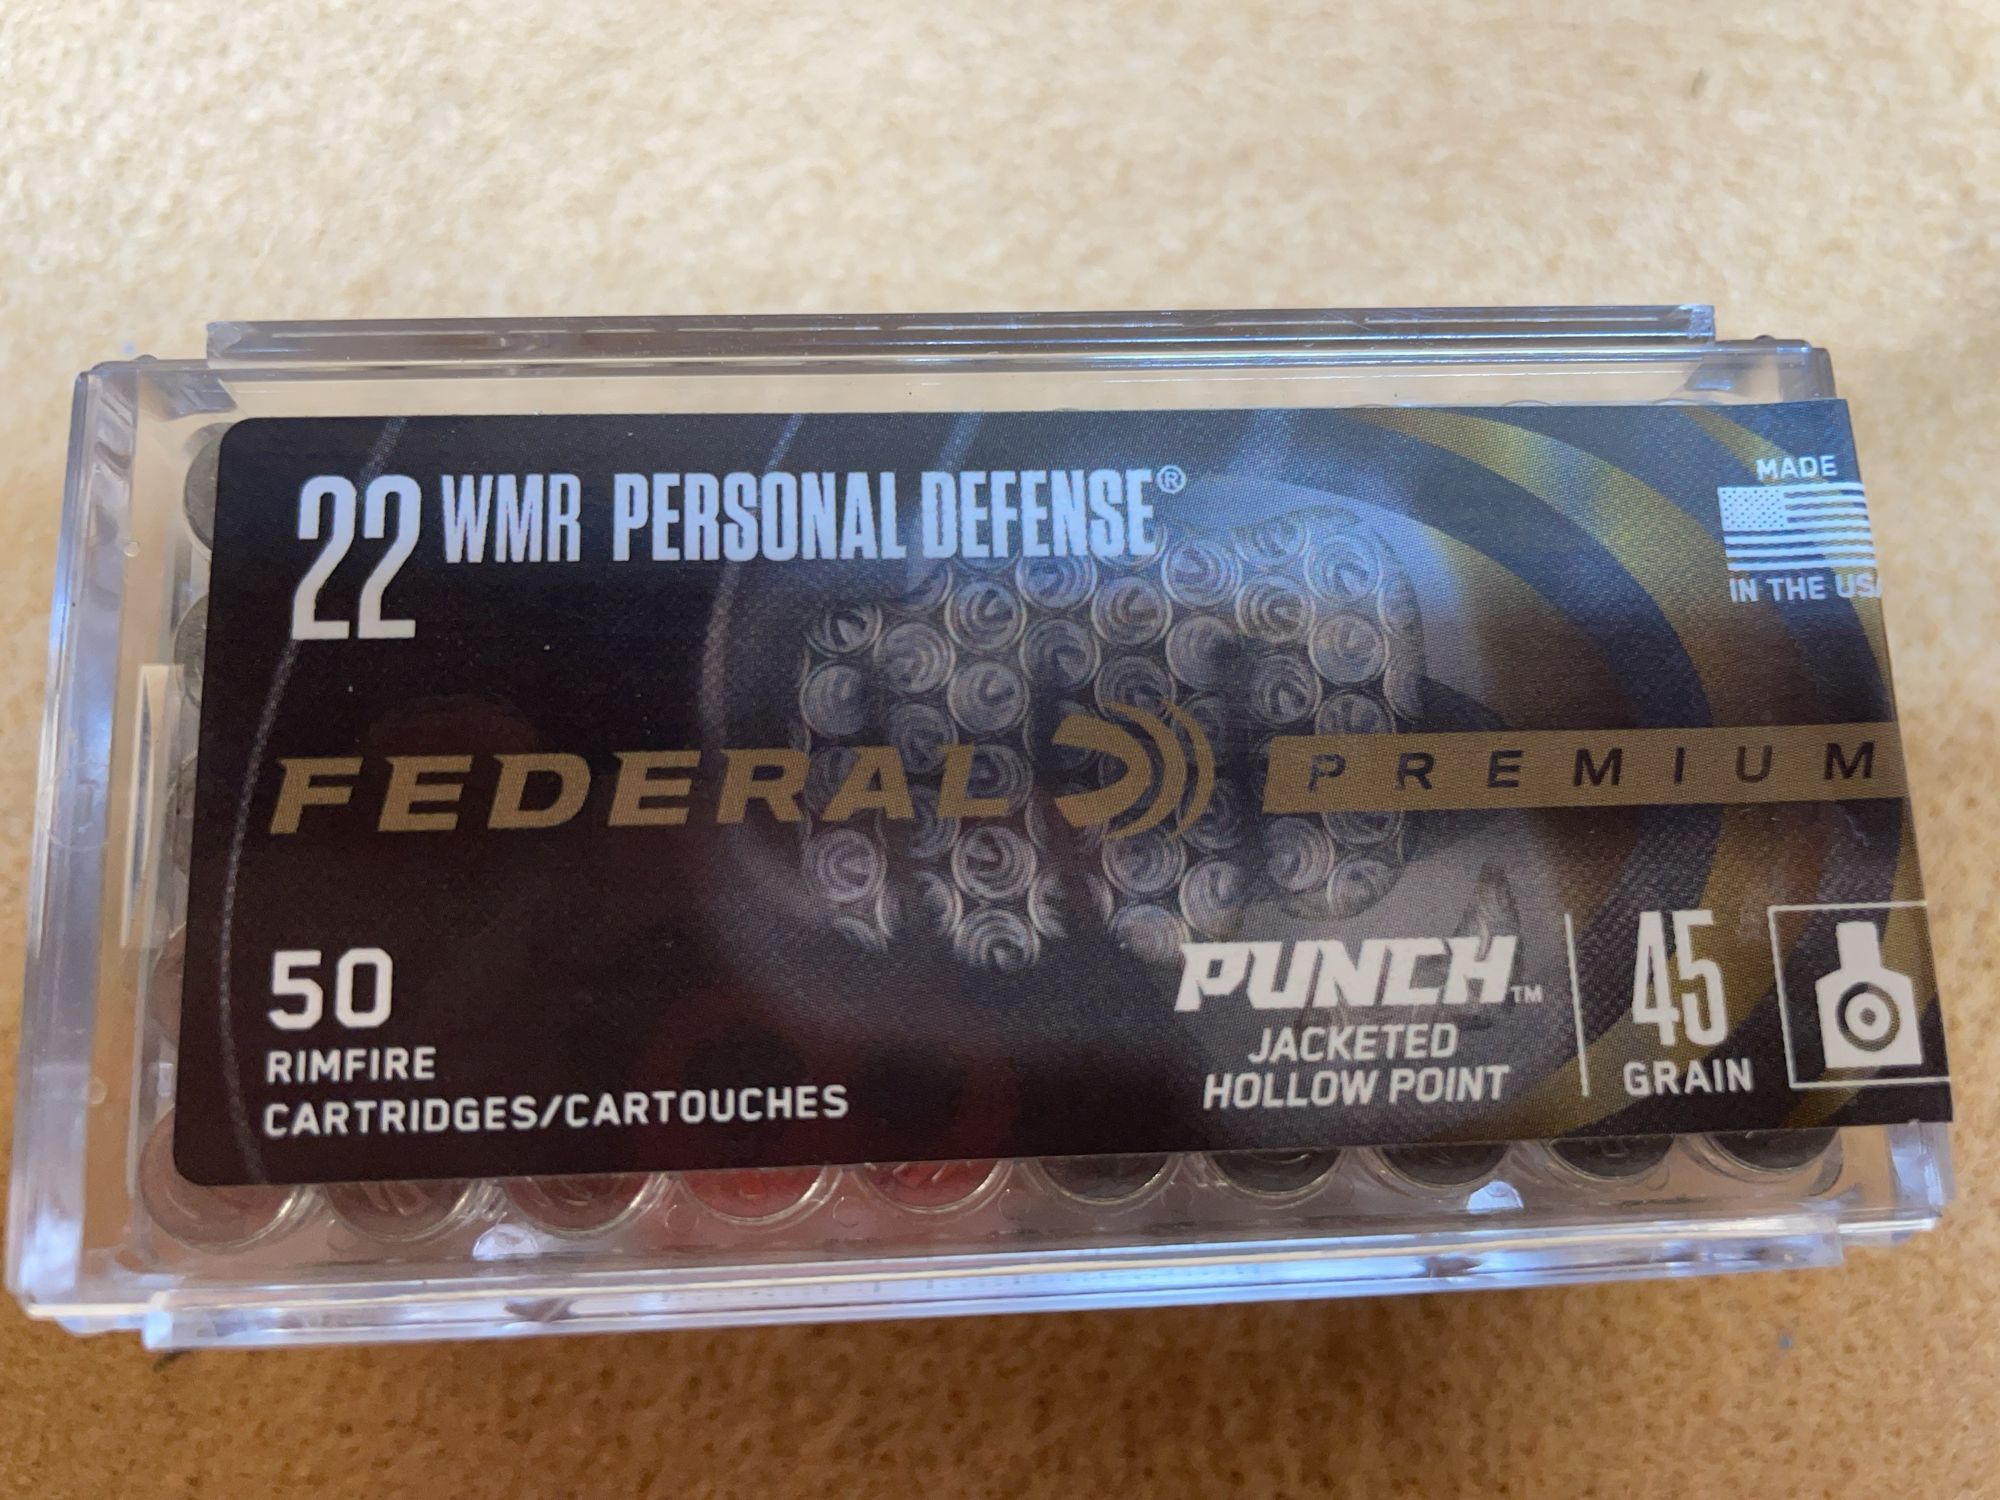 22 WMR PERSONAL DEFENSE®
MADE
IN THE USA
FEDERAL PREMIUM
50
RIMFIRE
CARTRIDGES/CARTOUCHES
PUNCH™
JACKETED
HOLLOW POINT
45
GRAIN